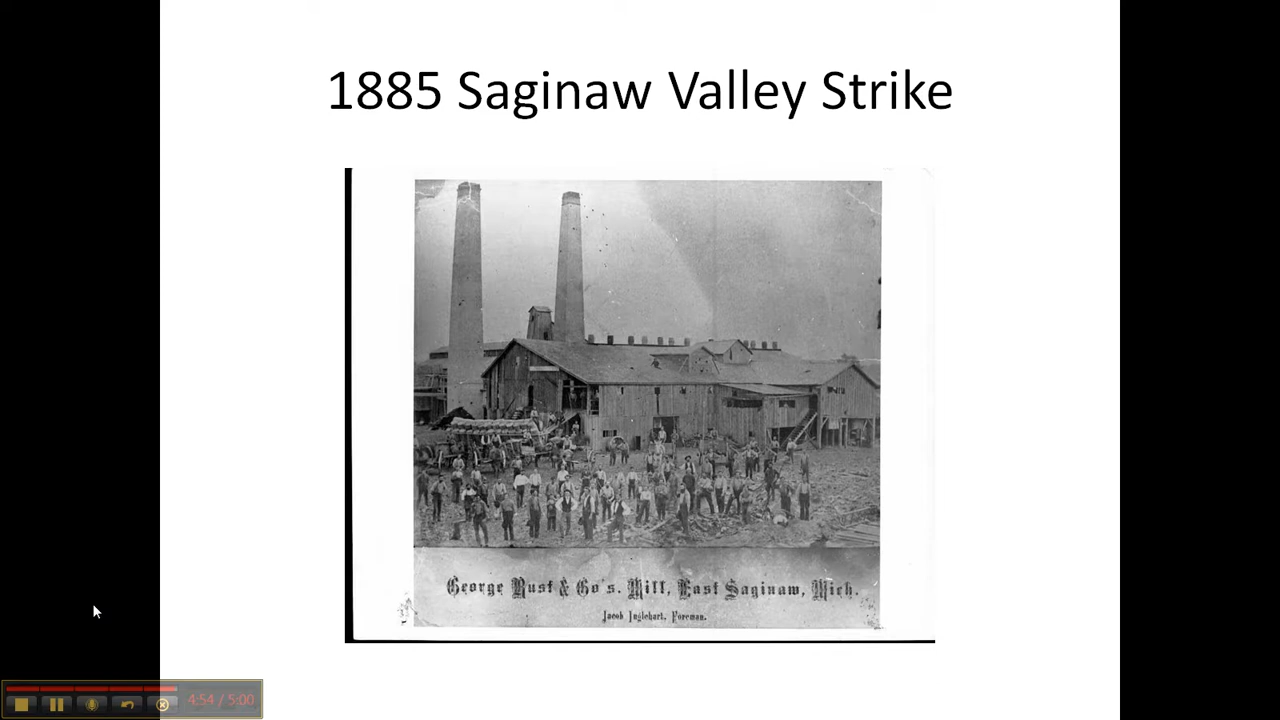 1885 Saginaw Valley Strike
George Rust & Co's. Mill, East Saginaw, Mich.
Jacob Inglehart, Foreman.
4:54 / 5:00